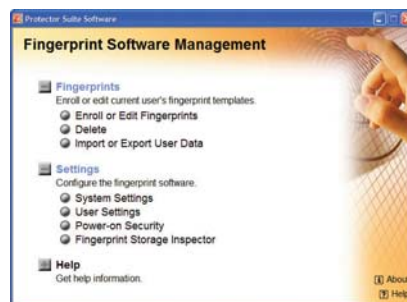 Protector Suite Software
Fingerprint Software Management
Fingerprints
Enroll or edit current user's fingerprint templates.
Enroll or Edit Fingerprints
Delete
Import or Export User Data
Settings
Configure the fingerprint software.
System Settings
User Settings
Power-on Security
Fingerprint Storage Inspector
Help
Get help information.
About
Help